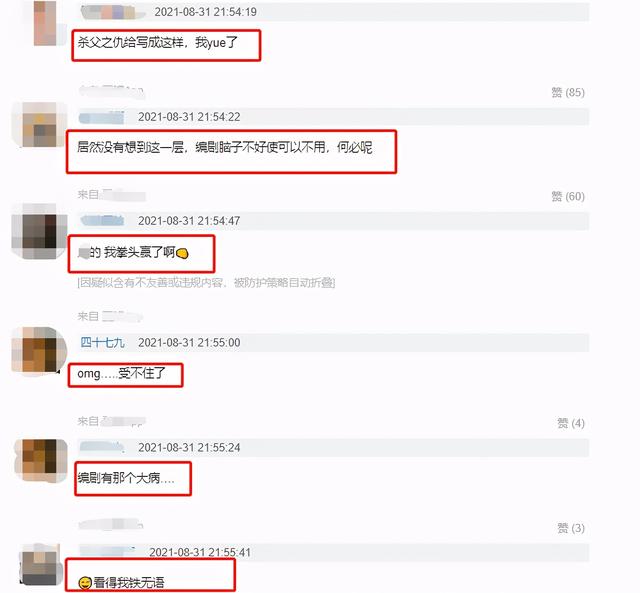 2021-08-31 21:54:19
杀父之仇给写成这样，我yue了
赞 (85)
2021-08-31 21:54:22
居然没有想到这一层，编剧脑子不好使可以不用，何必呢
来自
赞 (60)
2021-08-31 21:54:47
的 我拳头赢了啊
[因疑似含有不友善或违规内容，被防护策略自动折叠]
来自
四十七九 2021-08-31 21:55:00
omg.....受不住了
来自
赞 (4)
2021-08-31 21:55:24
编剧有那个大病....
赞 (3)
2021-08-31 21:55:41
看得我铁无语